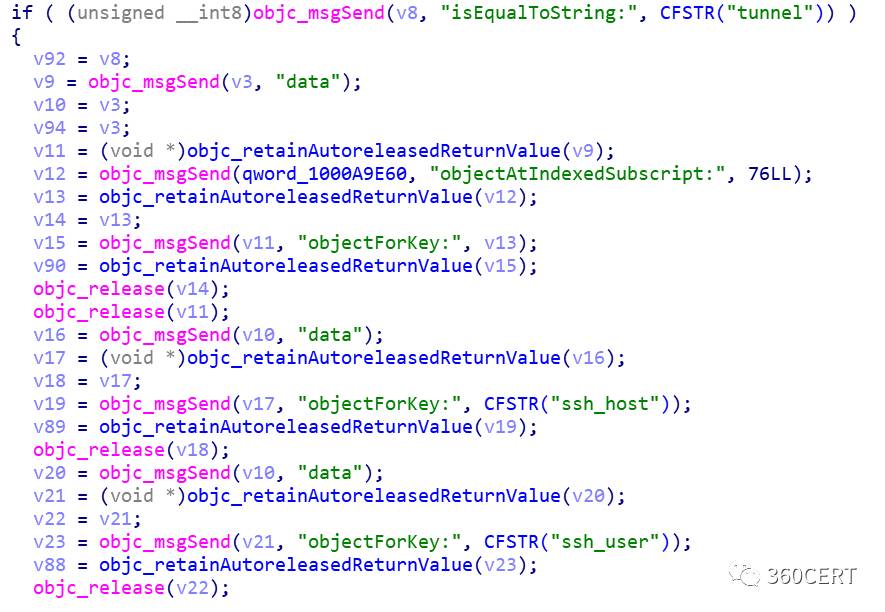 if ( (unsigned __int8)objc_msgSend(v8, "isEqualToString:", CFSTR("tunnel")) )
{
  v92 = v8;
  v9 = objc_msgSend(v3, "data");
  v10 = v3;
  v94 = v3;
  v11 = (void *)objc_retainAutoreleasedReturnValue(v9);
  v12 = objc_msgSend(qword_1000A9E60, "objectAtIndexedSubscript:", 76LL);
  v13 = objc_retainAutoreleasedReturnValue(v12);
  v14 = v13;
  v15 = objc_msgSend(v11, "objectForKey:", v13);
  v90 = objc_retainAutoreleasedReturnValue(v15);
  objc_release(v14);
  objc_release(v11);
  v16 = objc_msgSend(v10, "data");
  v17 = (void *)objc_retainAutoreleasedReturnValue(v16);
  v18 = v17;
  v19 = objc_msgSend(v17, "objectForKey:", CFSTR("ssh_host"));
  v89 = objc_retainAutoreleasedReturnValue(v19);
  objc_release(v18);
  v20 = objc_msgSend(v10, "data");
  v21 = (void *)objc_retainAutoreleasedReturnValue(v20);
  v22 = v21;
  v23 = objc_msgSend(v21, "objectForKey:", CFSTR("ssh_user"));
  v88 = objc_retainAutoreleasedReturnValue(v23);
  objc_release(v22);
360CERT